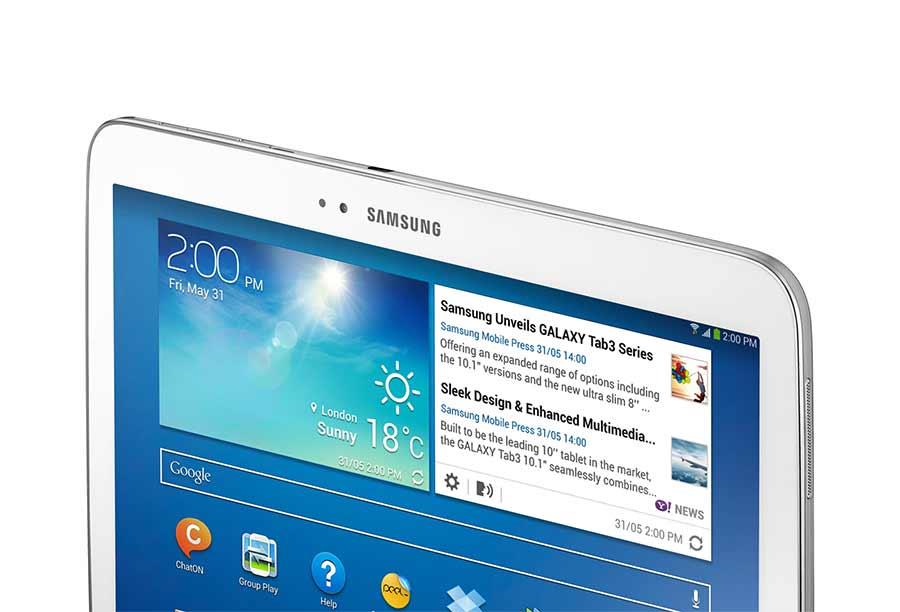 SAMSUNG
2:00 PM
2:00 PM
Fri, May 31
London
Sunny 18°C
31/05 2:00 PM
Samsung Unveils GALAXY Tab3 Series
Samsung Mobile Press 31/05 14:00
Offering an expanded range of options including
the 10.1" versions and the new ultra slim 8" ...
Sleek Design & Enhanced Multimedia...
Samsung Mobile Press 31/05 14:00
Built to be the leading 10" tablet in the market,
the GALAXY Tab3 10.1" seamlessly combines...
Y! NEWS
31/05 2:00 PM
Google
C
ChatON
Group Play
?
Help
peel